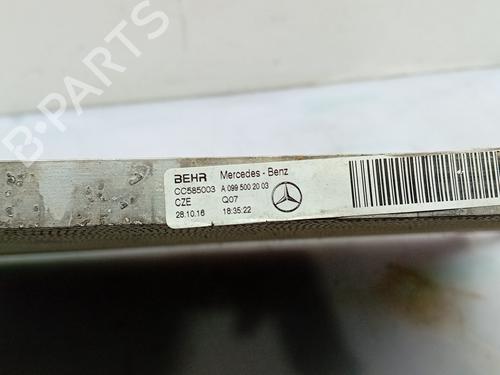 B-PARTS
BEHR Mercedes-Benz
CC585003 A 099 500 20 03
CZE Q07
28.10.16 18:35:22